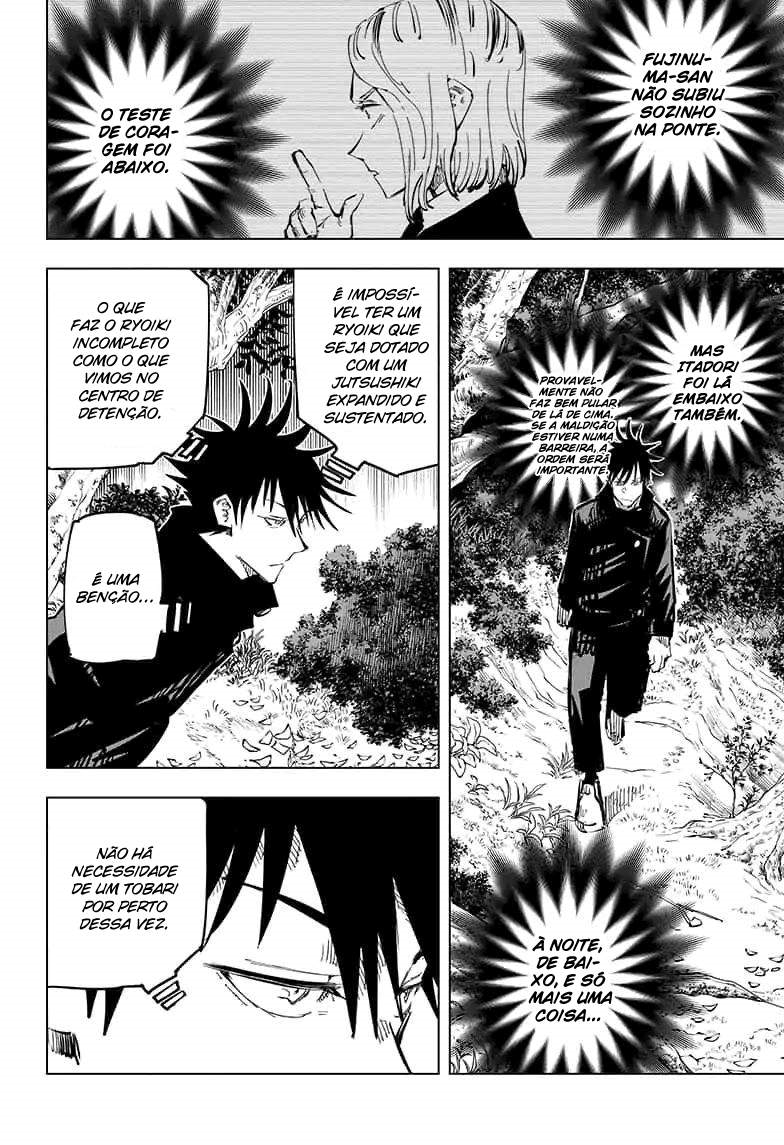 FUJINU-
MA-SAN
NÃO SUBIU
SOZINHO
NA PONTE.
O TESTE
DE CORA-
GEM FOI
ABAIXO.
MAS
ITADORI
FOI LÁ
EMBAIXO
TAMBÉM.
PROVAVEL-
MENTE NÃO
FAZ BEM PULAR
DE LÁ DE CIMA.
SE A MALDIÇÃO
ESTIVER NUMA
BARREIRA, A
ORDEM SERÁ
IMPORTANTE.
À NOITE,
DE BAI-
XO, E SÓ
MAIS UMA
COISA...
É IMPOSSÍ-
VEL TER UM
RYOIKI QUE
SEJA DOTADO
COM UM
JUTSUSHIKI
EXPANDIDO E
SUSTENTADO.
O QUE
FAZ O RYOIKI
INCOMPLETO
COMO O QUE
VIMOS NO
CENTRO DE
DETENÇÃO.
É UMA
BENÇÃO...
NÃO HÁ
NECESSIDADE
DE UM TOBARI
POR PERTO
DESSA VEZ.